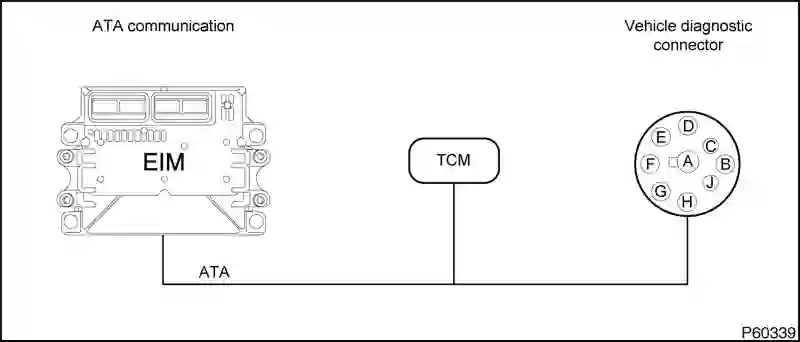 ATA communication
Vehicle diagnostic
connector
EIM
TCM
D
E
C
F
A
B
G
J
H
ATA
P60339